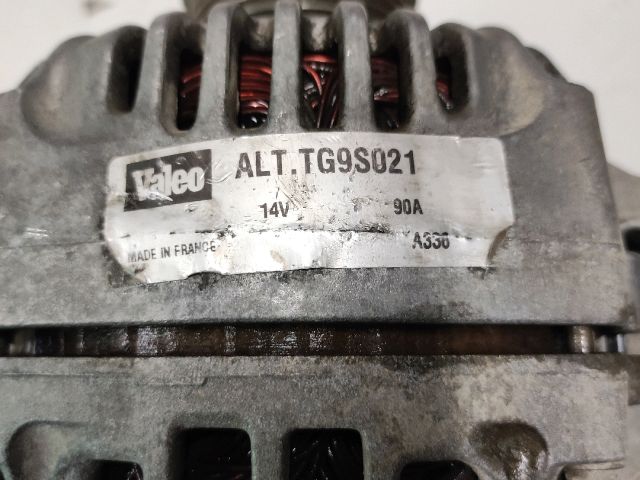 Valeo ALT.TG9S021
14V 90A
MADE IN FRANCE A336